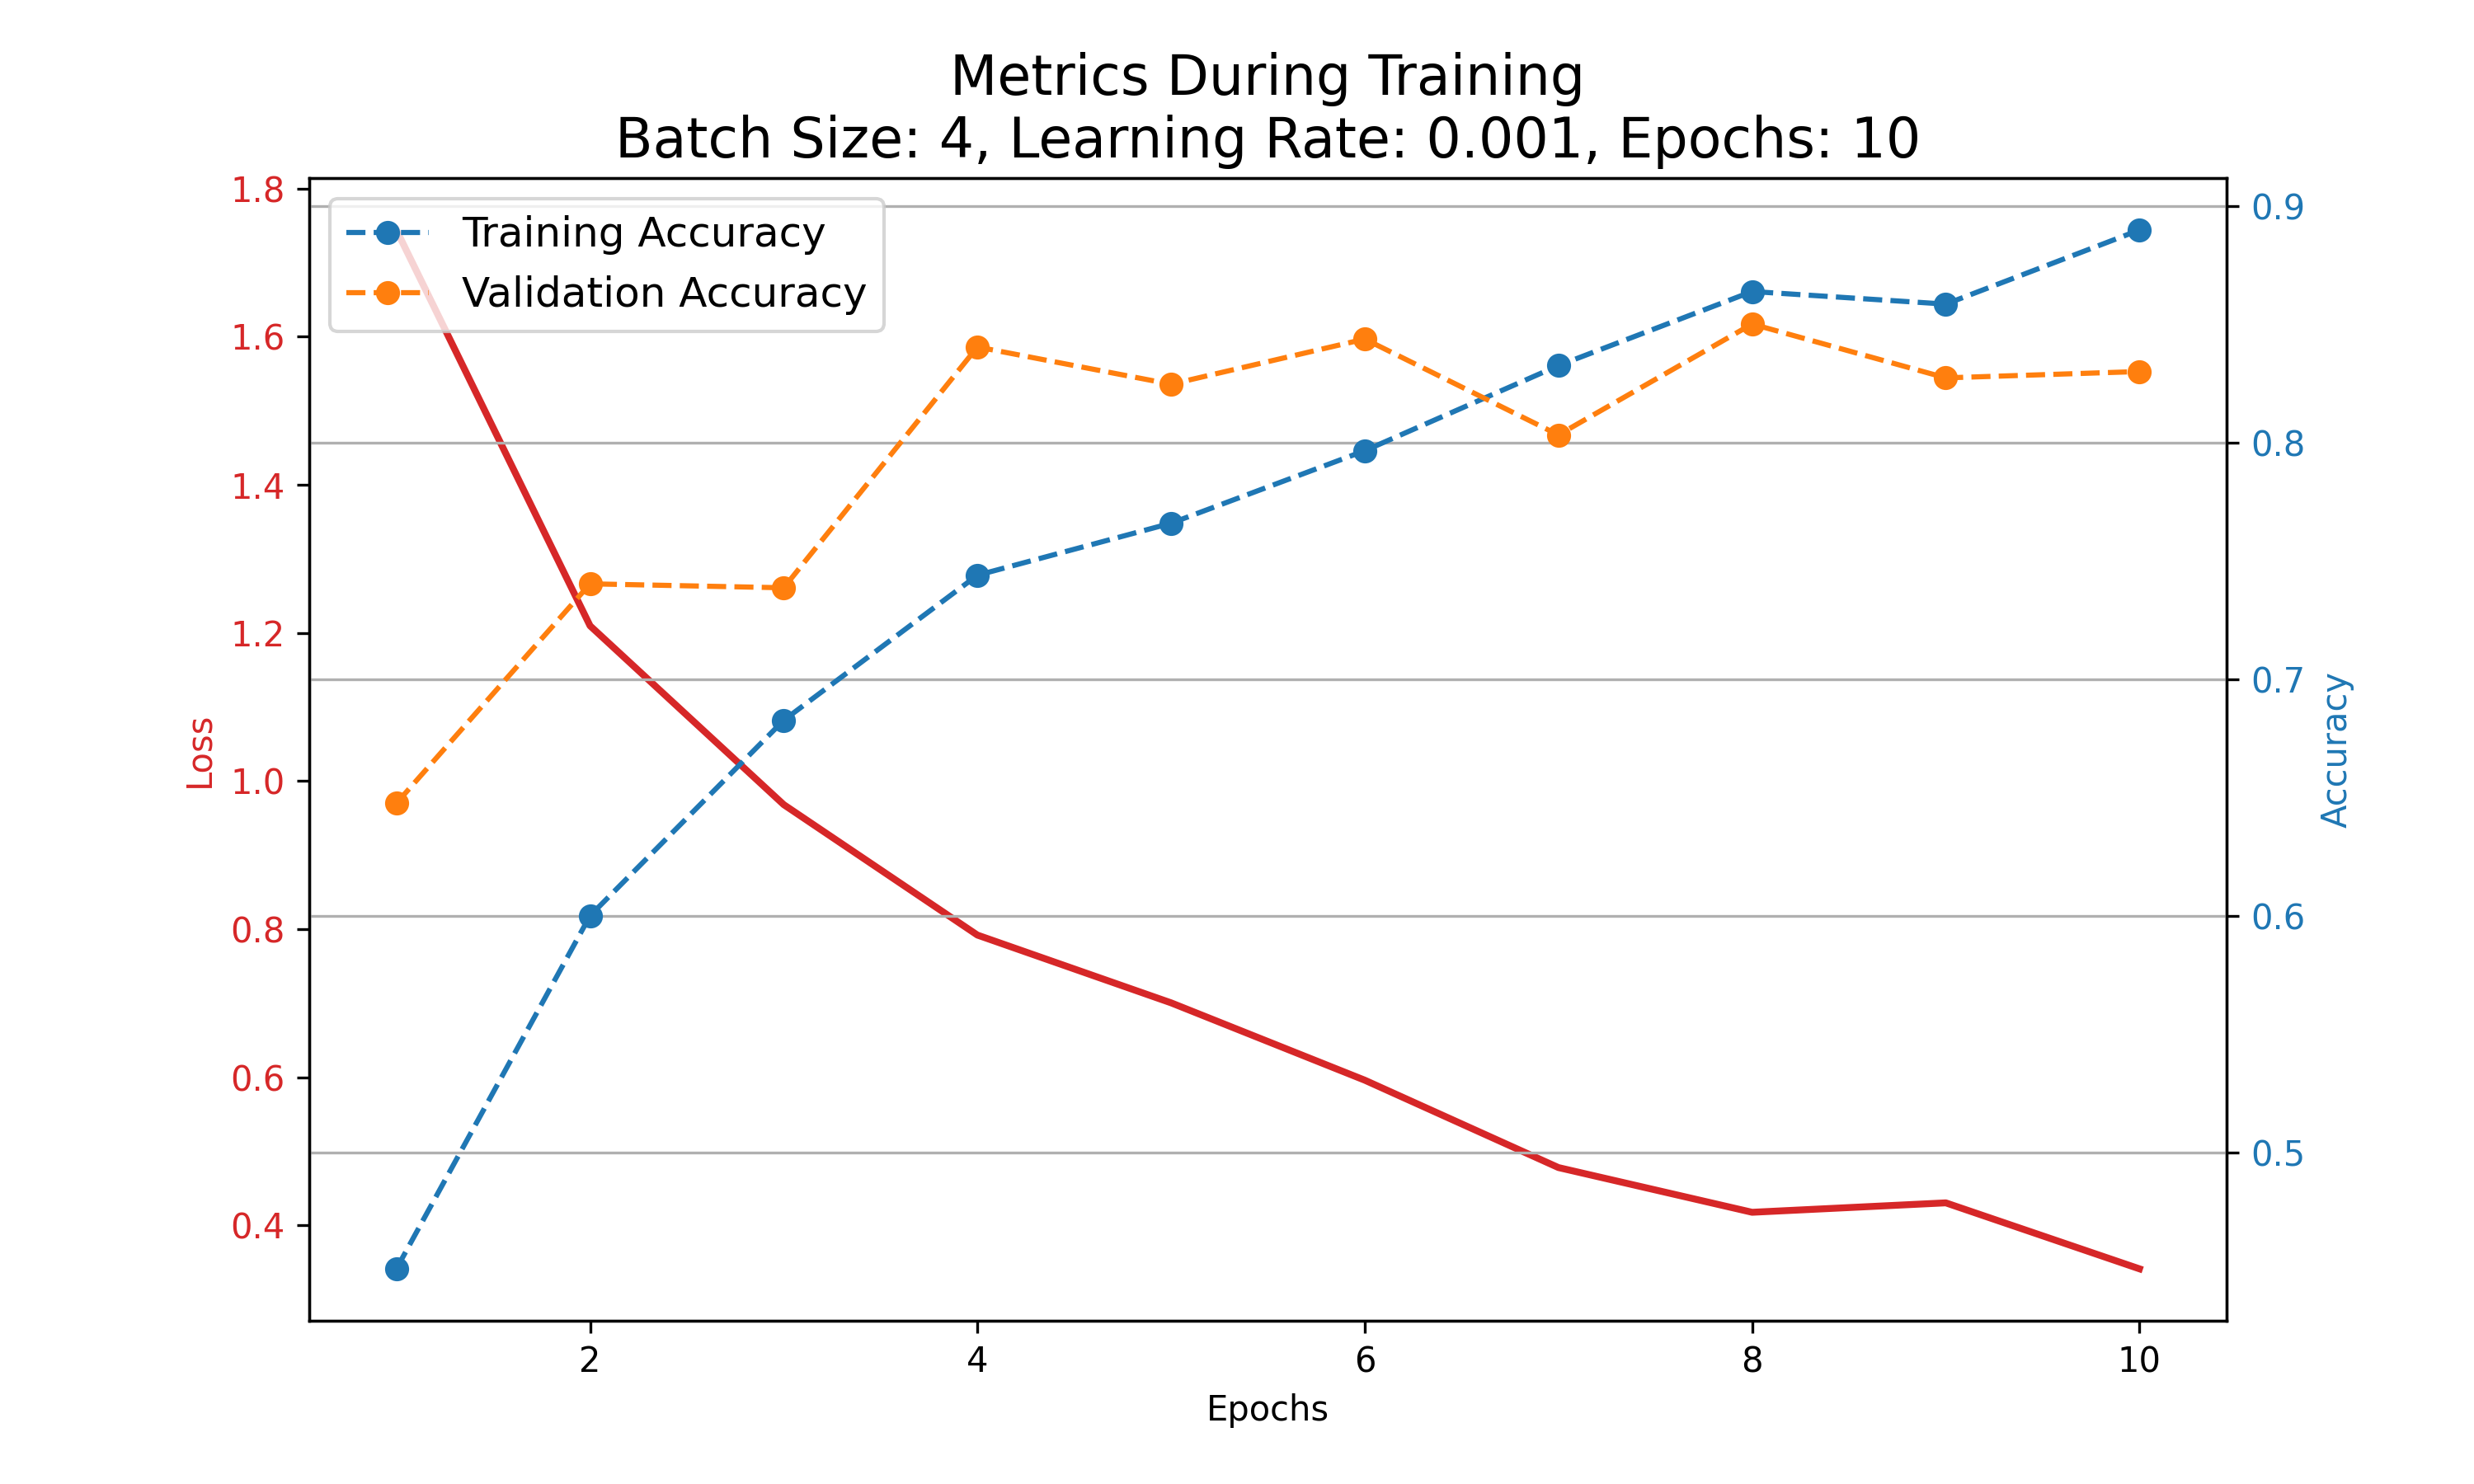 Metrics During Training
Batch Size: 4, Learning Rate: 0.001, Epochs: 10
Training Accuracy
Validation Accuracy
1.8
1.6
1.4
1.2
1.0
0.8
0.6
0.4
Loss
0.9
0.8
0.7
0.6
0.5
Accuracy
2 4 6 8 10
Epochs